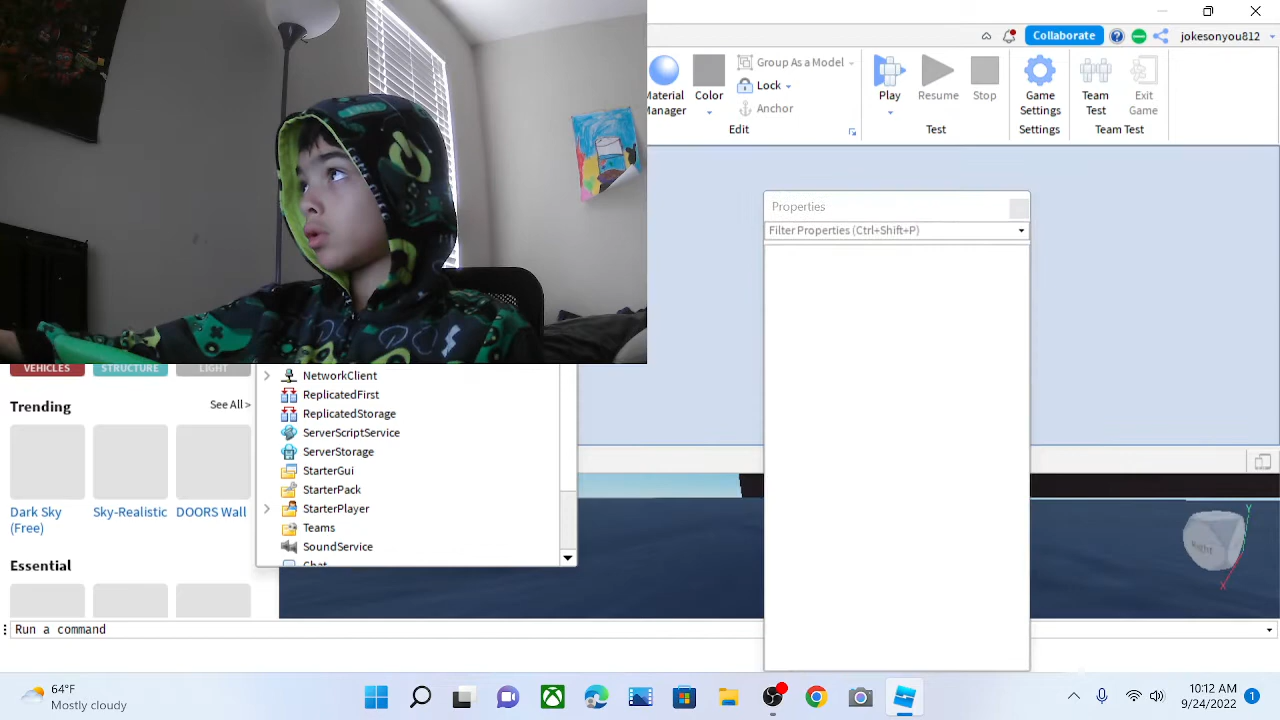 Collaborate
jokesonyou812
Material
Manager
Color
Group As a Model
Lock
Anchor
Edit
Play
Resume
Stop
Test
Game
Settings
Settings
Team
Test
Exit
Game
Team Test
Properties
Filter Properties (Ctrl+Shift+P)
VEHICLES
STRUCTURE
LIGHT
Trending
See All >
Dark Sky
(Free)
Sky-Realistic
DOORS Wall
Essential
NetworkClient
ReplicatedFirst
ReplicatedStorage
ServerScriptService
ServerStorage
StarterGui
StarterPack
StarterPlayer
Teams
SoundService
Chat
Right
Y
X
Run a command
64°F
Mostly cloudy
10:12 AM
9/24/2022
1